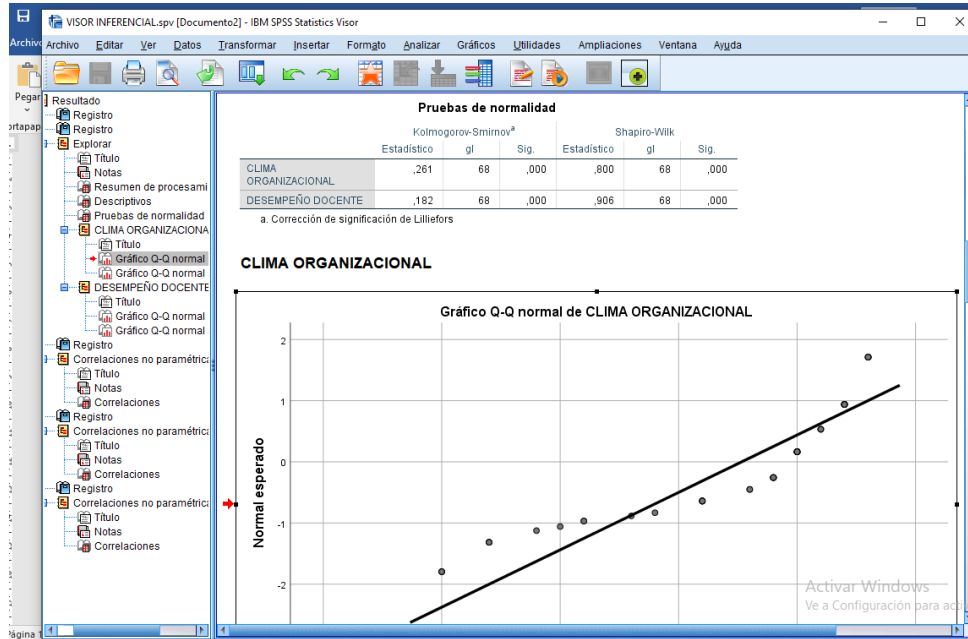 VISOR INFERENCIAL.spv [Documento2] - IBM SPSS Statistics Visor
Archivo Editar Ver Datos Transformar Insertar Formato Analizar Gráficos Utilidades Ampliaciones Ventana Ayuda
Archivo
Pegar
ortapap
Resultado
Registro
Registro
Explorar
Título
Notas
Resumen de procesami
Descriptivos
Pruebas de normalidad
CLIMA ORGANIZACIONA
Título
Gráfico Q-Q normal
Gráfico Q-Q normal
DESEMPEÑO DOCENTE
Título
Gráfico Q-Q normal
Gráfico Q-Q normal
Registro
Correlaciones no paramétrica
Título
Notas
Correlaciones
Registro
Correlaciones no paramétrica
Título
Notas
Correlaciones
Registro
Correlaciones no paramétrica
Título
Notas
Correlaciones
Página 1
Pruebas de normalidad
Kolmogorov-Smirnov^a Shapiro-Wilk
Estadístico gl Sig. Estadístico gl Sig.
CLIMA ORGANIZACIONAL ,261 68 ,000 ,800 68 ,000
DESEMPEÑO DOCENTE ,182 68 ,000 ,906 68 ,000
a. Corrección de significación de Lilliefors
CLIMA ORGANIZACIONAL
Gráfico Q-Q normal de CLIMA ORGANIZACIONAL
Normal esperado
2
1
0
-1
-2
Activar Windows
Ve a Configuración para acti